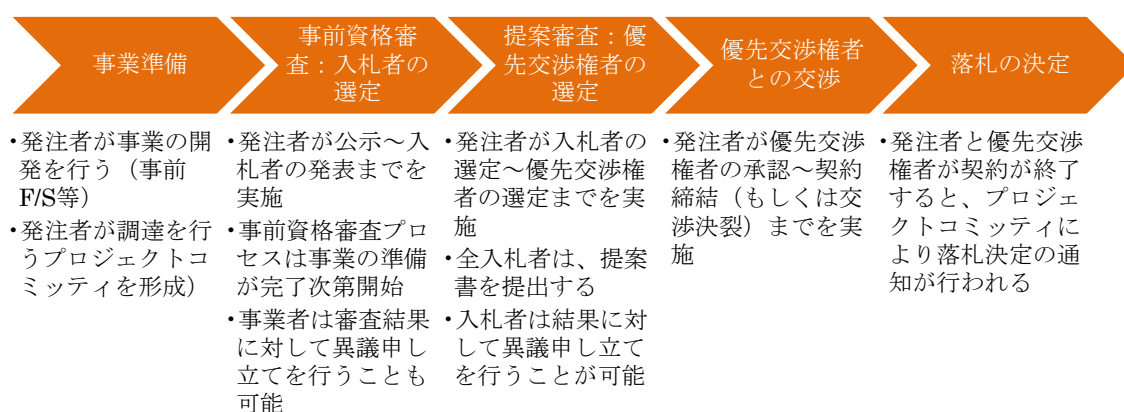 事業準備
事前資格審
査：入札者の
選定
提案審査：優
先交渉権者の
選定
優先交渉権者
との交渉
落札の決定
・発注者が事業の開
発を行う（事前
F/S等）
・発注者が調達を行
うプロジェクトコ
ミッティを形成）
・発注者が公示～入
札者の発表までを
実施
・事前資格審査プロ
セスは事業の準備
が完了次第開始
・事業者は審査結果
に対して異議申し
立てを行うことも
可能
・発注者が入札者の
選定～優先交渉権
者の選定までを実
施
・全入札者は、提案
書を提出する
・入札者は結果に対
して異議申し立て
を行うことが可能
・発注者が優先交渉
権者の承認～契約
締結（もしくは交
渉決裂）までを実
施
・発注者と優先交渉
権者が契約が終了
すると、プロジェ
クトコミッティに
より落札決定の通
知が行われる